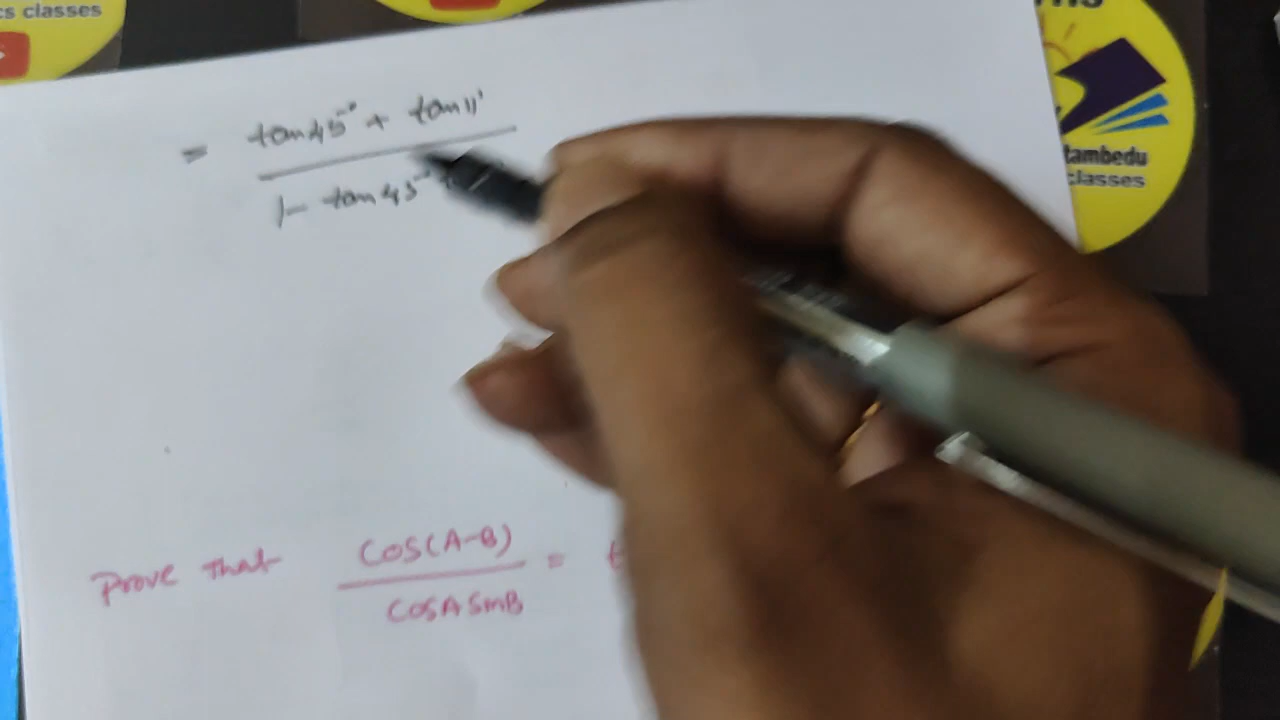 cs classes
= tan45° + tan11°
1- tan45°
tambedu
classes
Prove that cos(A-B) =
cosA sinB